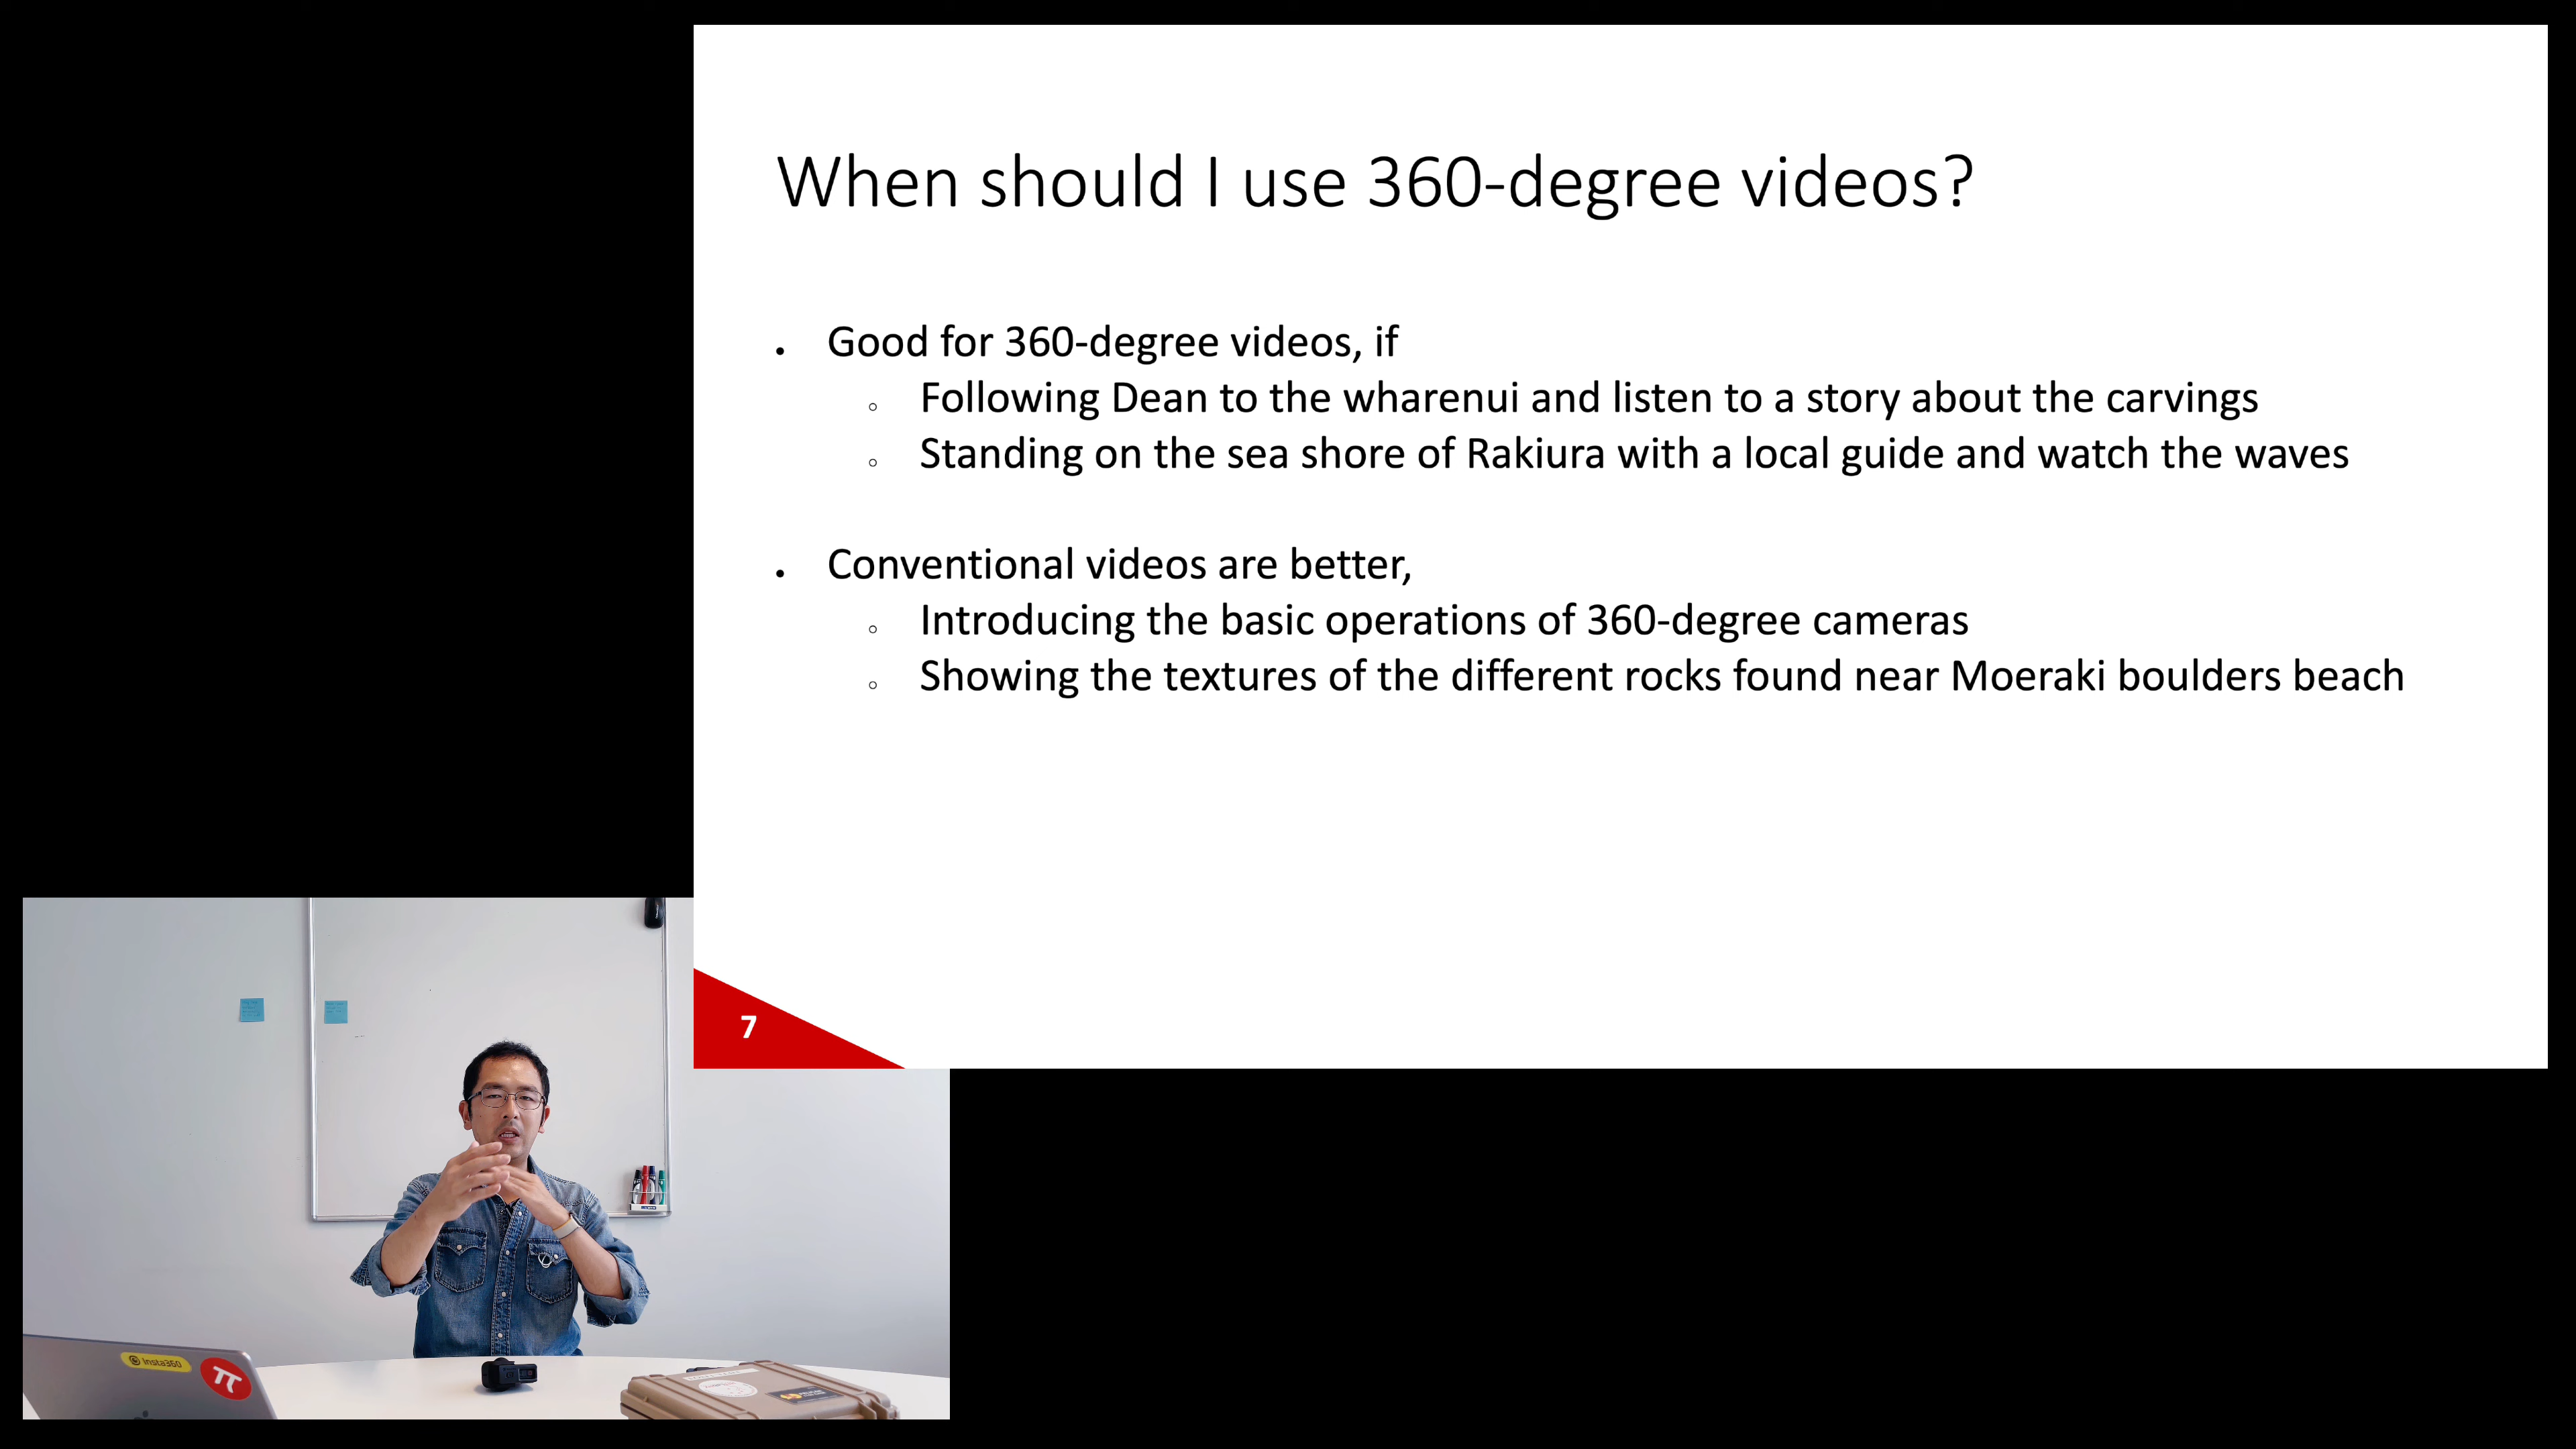 When should I use 360-degree videos?
• Good for 360-degree videos, if
○ Following Dean to the wharenui and listen to a story about the carvings
○ Standing on the sea shore of Rakiura with a local guide and watch the waves
• Conventional videos are better,
○ Introducing the basic operations of 360-degree cameras
○ Showing the textures of the different rocks found near Moeraki boulders beach
7
Insta360
π